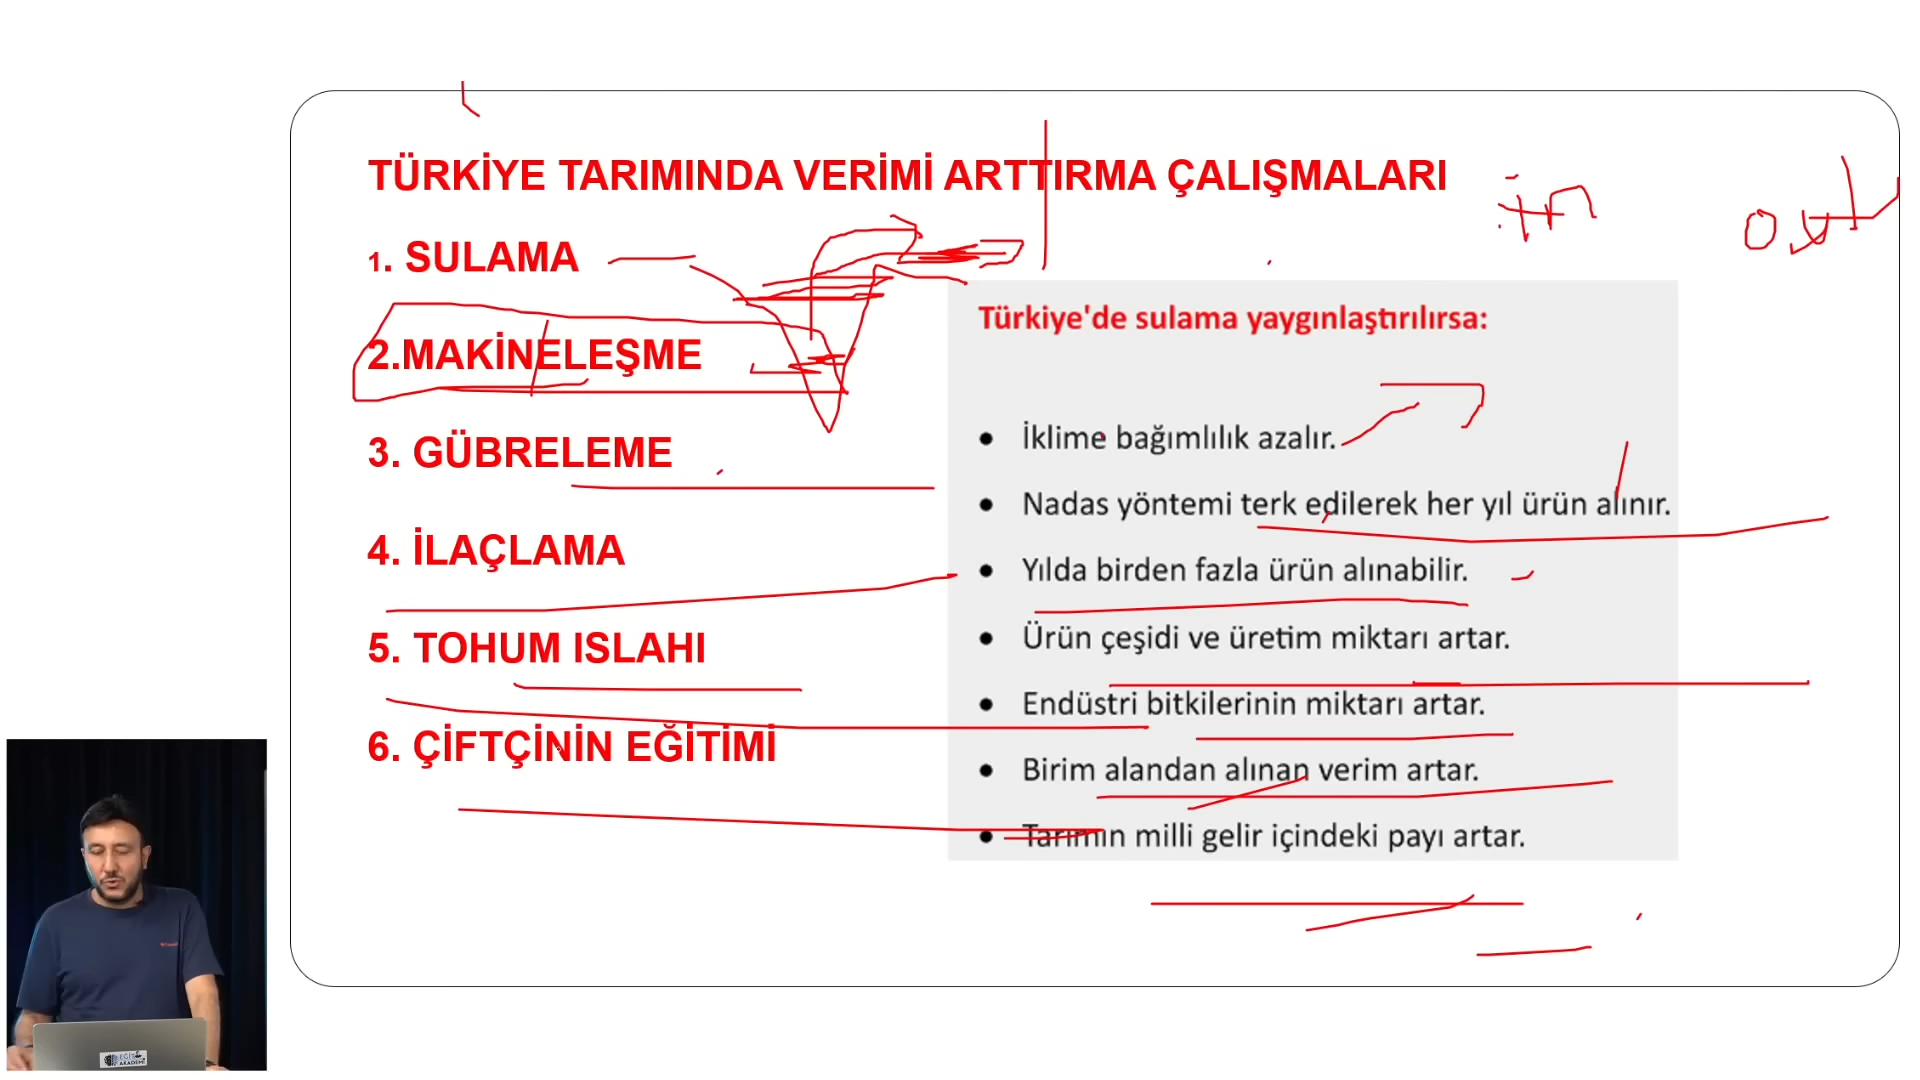 TÜRKİYE TARIMINDA VERİMİ ARTTIRMA ÇALIŞMALARI
1. SULAMA
2.MAKİNELEŞME
3. GÜBRELEME
4. İLAÇLAMA
5. TOHUM ISLAHI
6. ÇİFTÇİNİN EĞİTİMİ
Türkiye'de sulama yaygınlaştırılırsa:
• İklime bağımlılık azalır.
• Nadas yöntemi terk edilerek her yıl ürün alınır.
• Yılda birden fazla ürün alınabilir.
• Ürün çeşidi ve üretim miktarı artar.
• Endüstri bitkilerinin miktarı artar.
• Birim alandan alınan verim artar.
• Tarımın milli gelir içindeki payı artar.